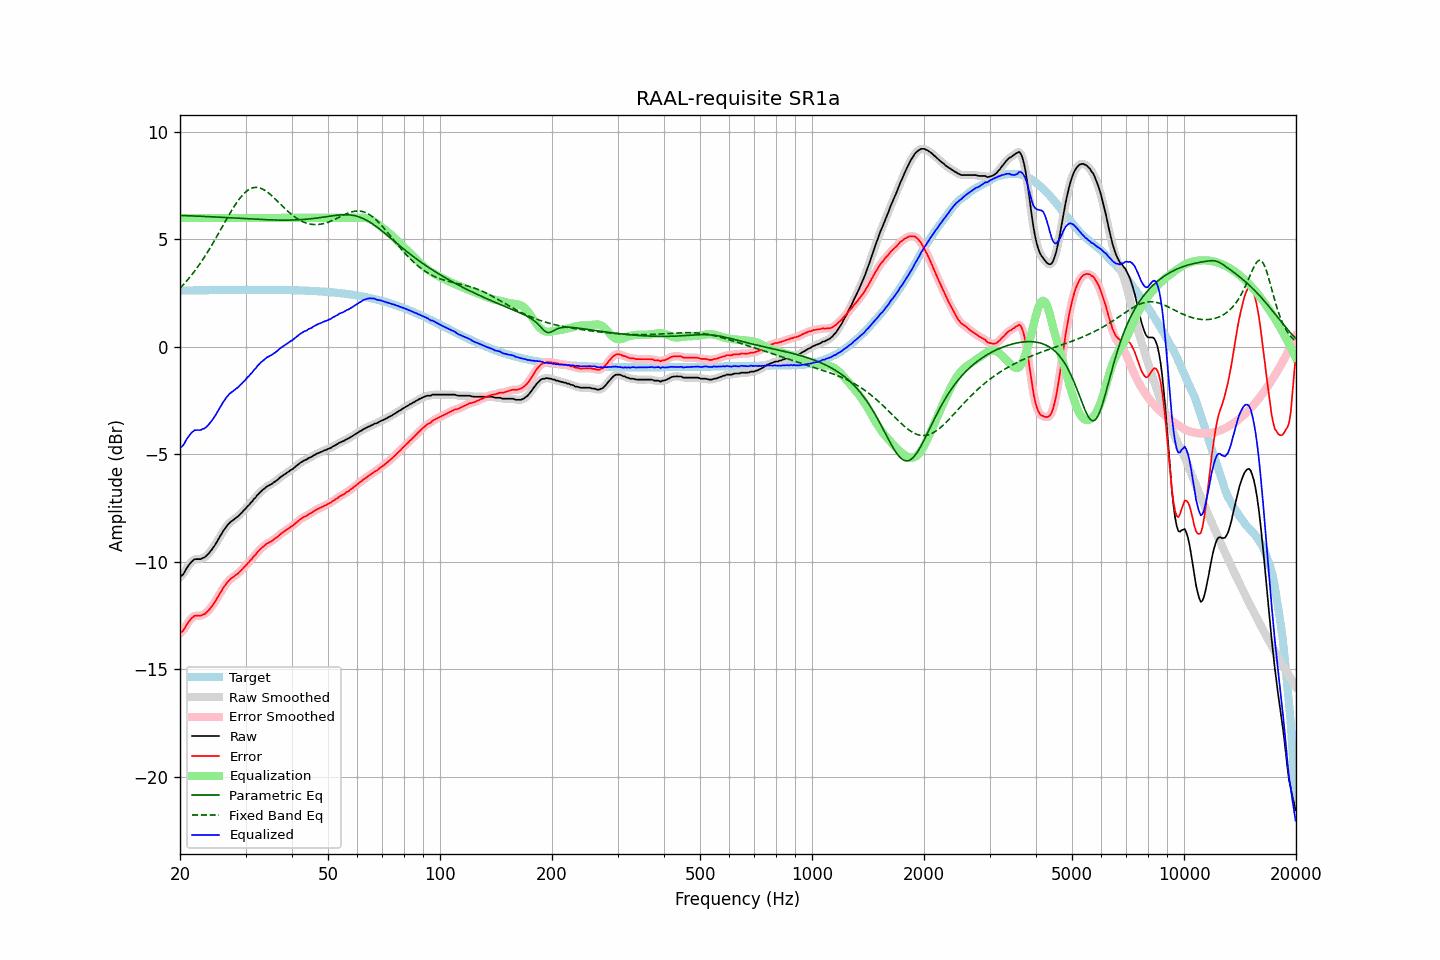 RAAL-requisite SR1a
Amplitude (dBr)
10
5
0
−5
−10
−15
−20
Target
Raw Smoothed
Error Smoothed
Raw
Error
Equalization
Parametric Eq
Fixed Band Eq
Equalized
20 50 100 200 500 1000 2000 5000 10000 20000
Frequency (Hz)